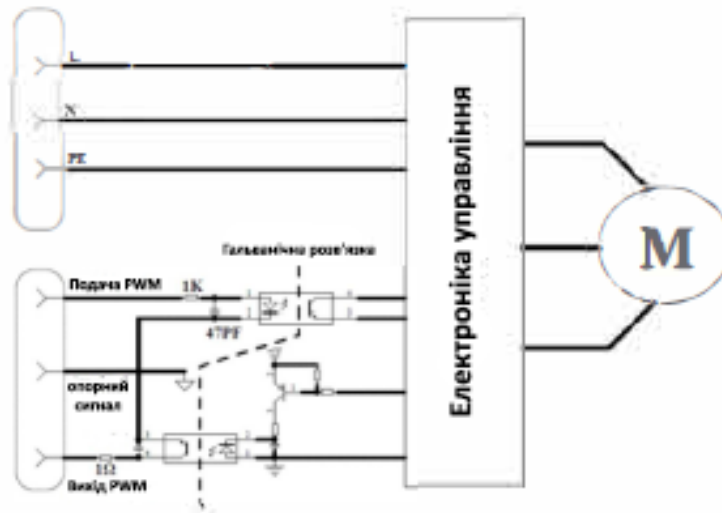 L
N
PE
Електроніка управління
M
Гальванічна розв'язка
Подача PWM
1K
47PF
опорний
сигнал
1Ω
Вихід PWM